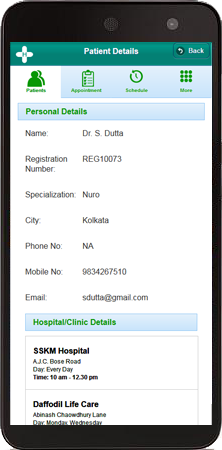 Patient Details
Back
Patients
Appointment
Schedule
More
Personal Details
Name: Dr. S. Dutta
Registration Number: REG10073
Specialization: Nuro
City: Kolkata
Phone No: NA
Mobile No: 9834267510
Email: sdutta@gmail.com
Hospital/Clinic Details
SSKM Hospital
A.J.C. Bose Road
Day: Every Day
Time: 10 am - 12.30 pm
Daffodil Life Care
Abinash Chaowdhury Lane
Day: Monday, Wednesday